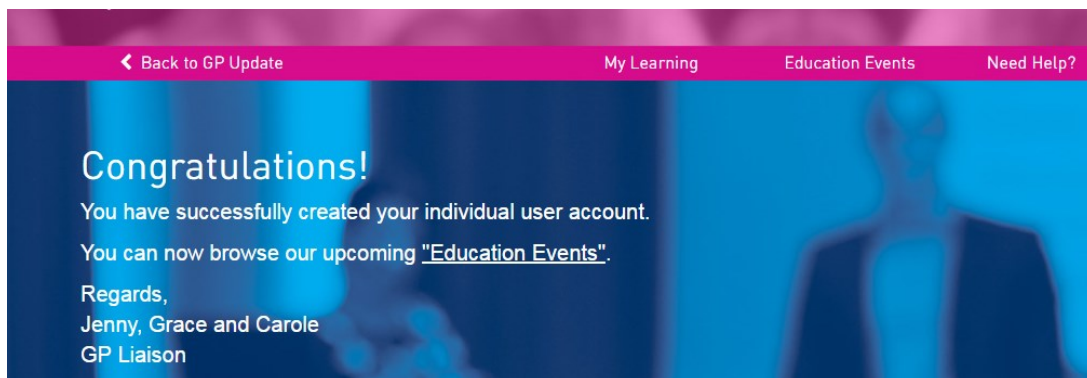 Back to GP Update My Learning Education Events Need Help?
Congratulations!
You have successfully created your individual user account.
You can now browse our upcoming "Education Events".
Regards,
Jenny, Grace and Carole
GP Liaison